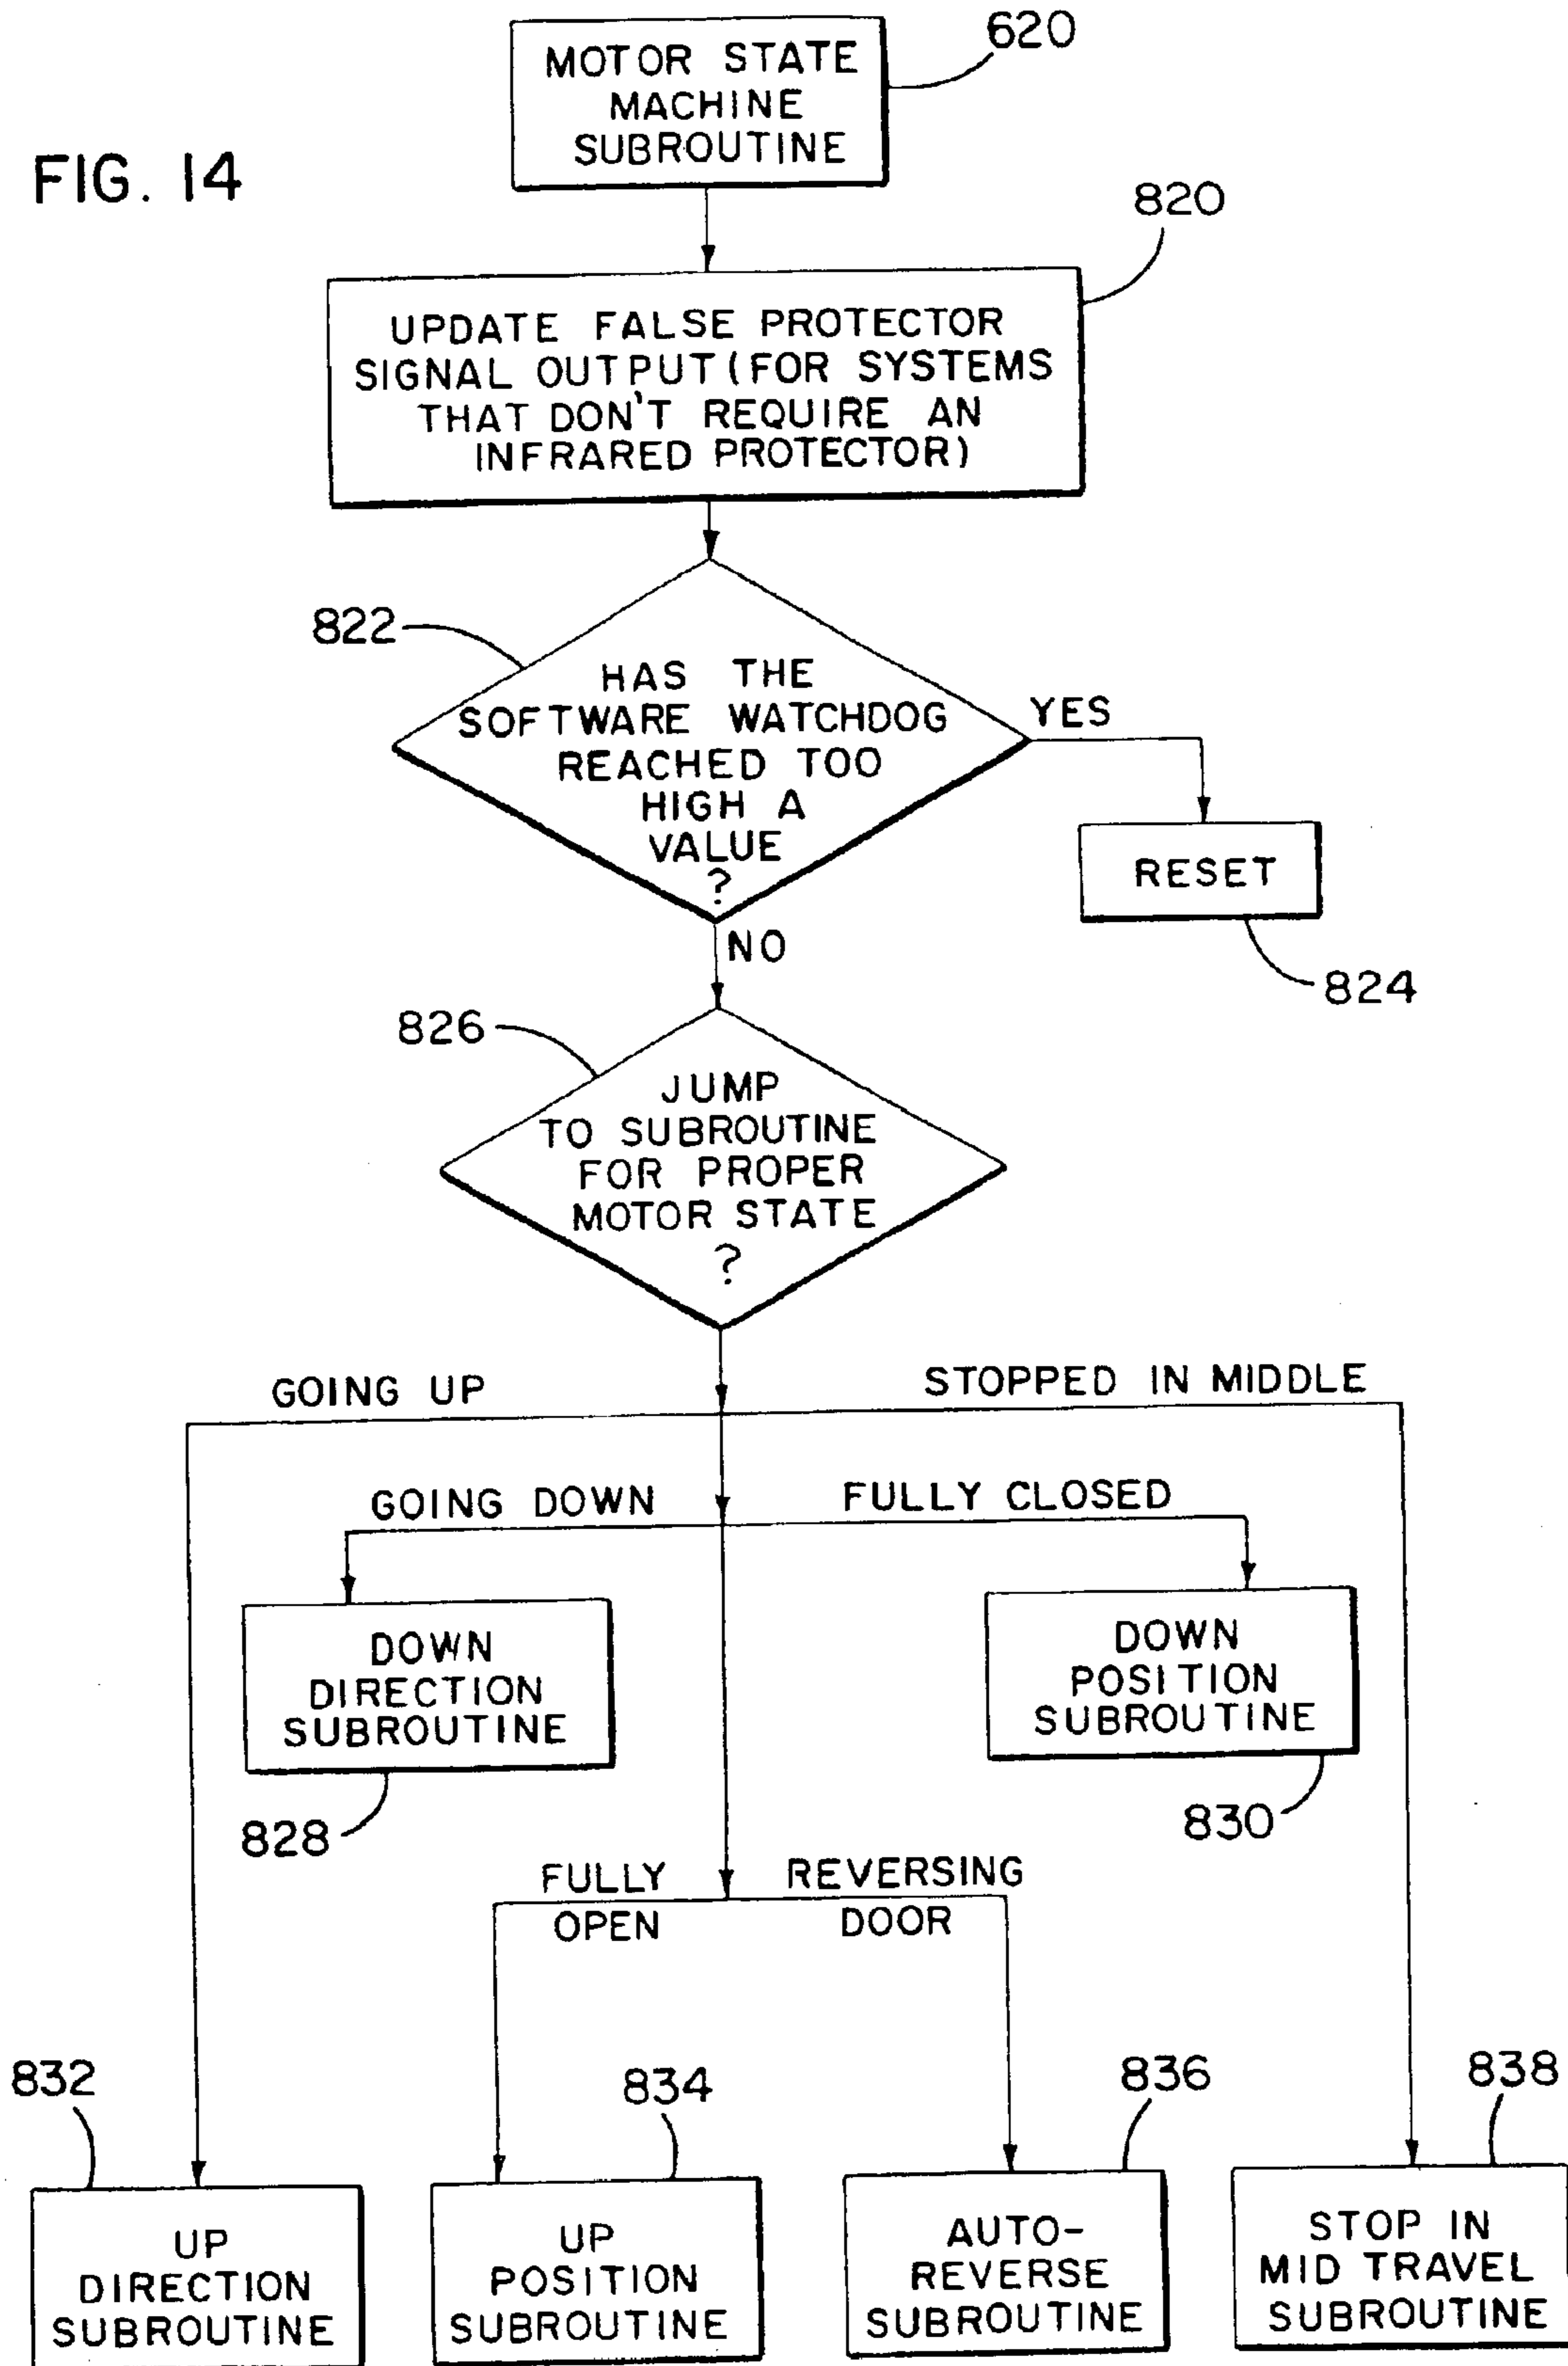 620
MOTOR STATE
MACHINE
SUBROUTINE
FIG. 14
820
UPDATE FALSE PROTECTOR
SIGNAL OUTPUT (FOR SYSTEMS
THAT DON'T REQUIRE AN
INFRARED PROTECTOR)
822
HAS THE
SOFTWARE WATCHDOG
REACHED TOO
HIGH A
VALUE
?
YES
RESET
824
NO
826
JUMP
TO SUBROUTINE
FOR PROPER
MOTOR STATE
?
GOING UP
STOPPED IN MIDDLE
GOING DOWN
FULLY CLOSED
DOWN
DIRECTION
SUBROUTINE
828
DOWN
POSITION
SUBROUTINE
830
FULLY
OPEN
REVERSING
DOOR
832
834
836
838
UP
DIRECTION
SUBROUTINE
UP
POSITION
SUBROUTINE
AUTO-
REVERSE
SUBROUTINE
STOP IN
MID TRAVEL
SUBROUTINE